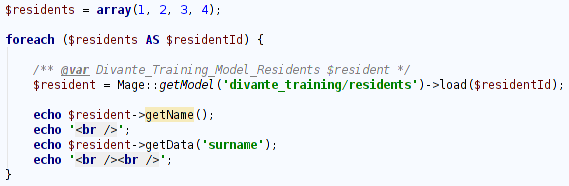 $residents = array(1, 2, 3, 4);
foreach ($residents AS $residentId) {
/** @var Divante_Training_Model_Residents $resident */
$resident = Mage::getModel('divante_training/residents')->load($residentId);
echo $resident->getName();
echo '<br />';
echo $resident->getData('surname');
echo '<br /><br />';
}